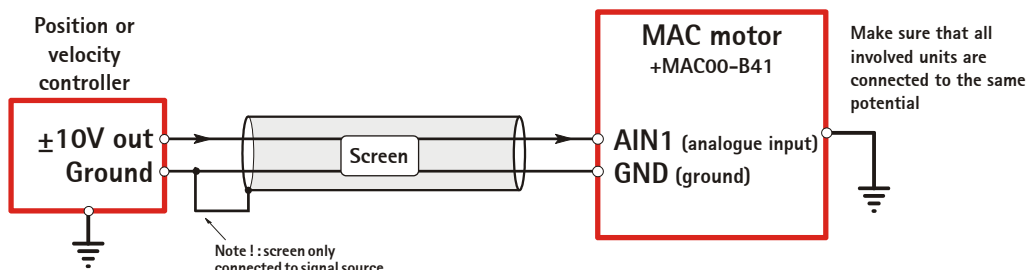 Position or
velocity
controller
±10V out
Ground
Screen
Note ! : screen only
connected to signal source
MAC motor
+MAC00-B41
AIN1 (analogue input)
GND (ground)
Make sure that all
involved units are
connected to the same
potential